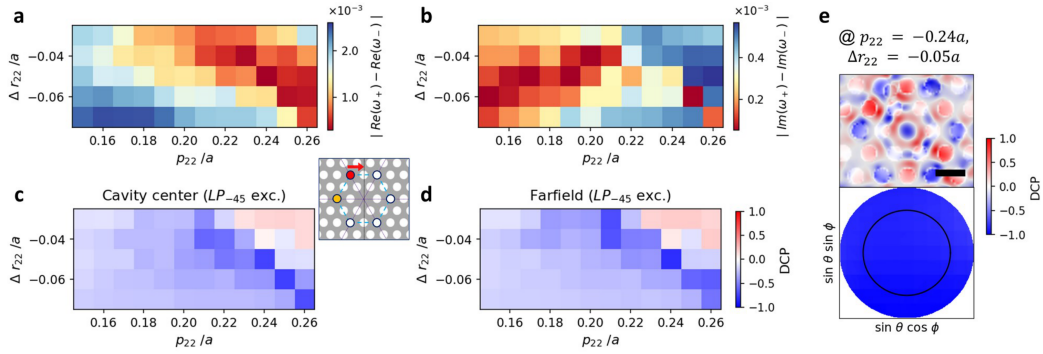 a
−0.04
−0.06
Δ r₂₂ /a
0.16 0.18 0.20 0.22 0.24 0.26
p₂₂ /a
×10⁻³
2
1
| Re(ω₊) − Re(ω₋) |
b
−0.04
−0.06
Δ r₂₂ /a
0.16 0.18 0.20 0.22 0.24 0.26
p₂₂ /a
×10⁻³
0.6
0.4
0.2
| Im(ω₊) − Im(ω₋) |
c
Cavity center (LP₋₄₅ exc.)
−0.04
−0.06
Δ r₂₂ /a
0.16 0.18 0.20 0.22 0.24 0.26
p₂₂ /a
d
Farfield (LP₋₄₅ exc.)
−0.04
−0.06
Δ r₂₂ /a
0.16 0.18 0.20 0.22 0.24 0.26
p₂₂ /a
1.0
0.5
0.0
−0.5
−1.0
DCP
e
@ p₂₂ = −0.24a,
Δr₂₂ = −0.05a
sin θ sin ϕ
sin θ cos ϕ
1.0
0.5
0.0
−0.5
−1.0
DCP